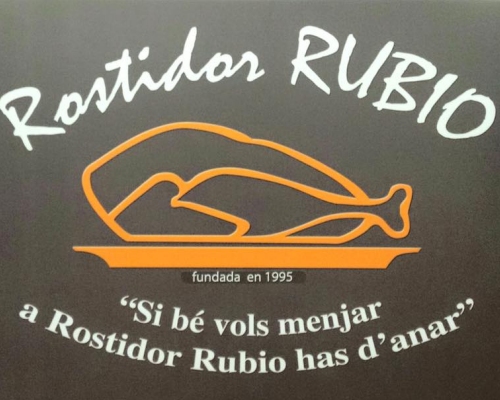 Rostidor RUBIO
fundada en 1995
“Si bé vols menjar
a Rostidor Rubio has d’anar”